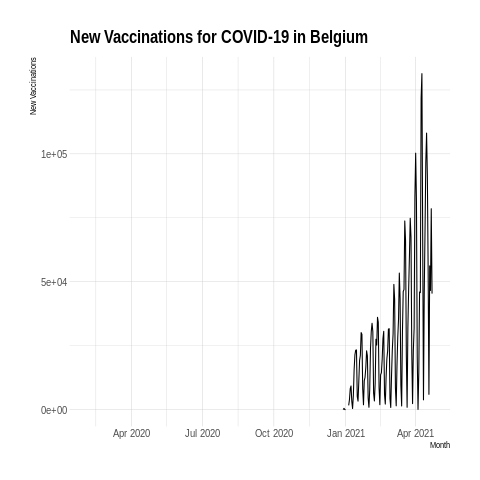 New Vaccinations for COVID-19 in Belgium
New Vaccinations
1e+05
5e+04
0e+00
Apr 2020 Jul 2020 Oct 2020 Jan 2021 Apr 2021
Month